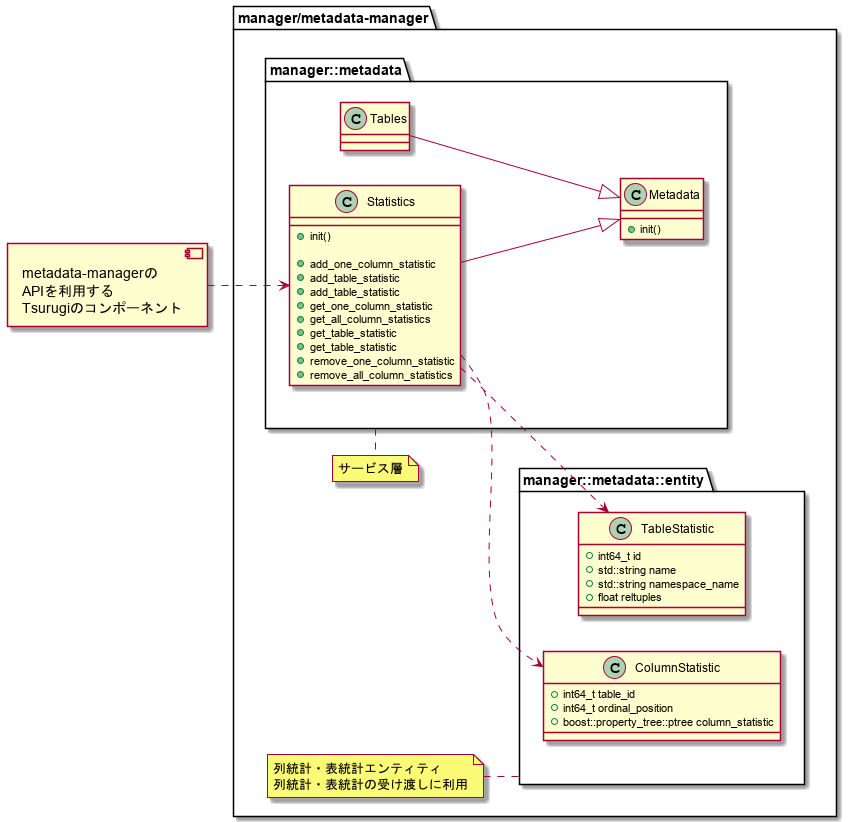 manager/metadata-manager
manager::metadata
C Tables
C Metadata
init()
C Statistics
init()
add_one_column_statistic
add_table_statistic
add_table_statistic
get_one_column_statistic
get_all_column_statistics
get_table_statistic
get_table_statistic
remove_one_column_statistic
remove_all_column_statistics
metadata-managerの
APIを利用する
Tsurugiのコンポーネント
サービス層
manager::metadata::entity
C TableStatistic
int64_t id
std::string name
std::string namespace_name
float reltuples
C ColumnStatistic
int64_t table_id
int64_t ordinal_position
boost::property_tree::ptree column_statistic
列統計・表統計エンティティ
列統計・表統計の受け渡しに利用